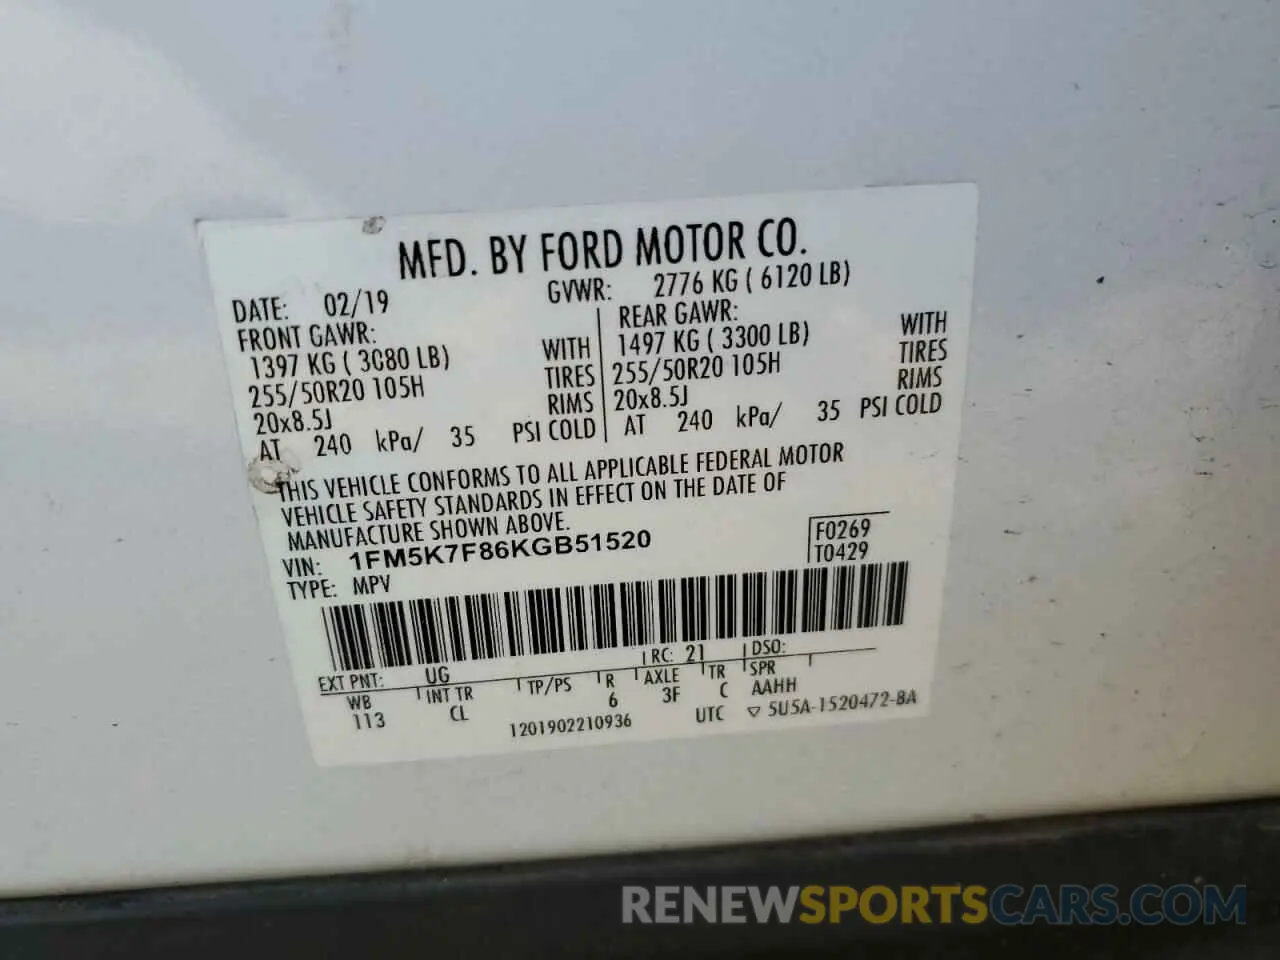 MFD. BY FORD MOTOR CO.
DATE: 02/19 GVWR: 2776 KG ( 6120 LB)
FRONT GAWR: REAR GAWR:
1397 KG ( 3080 LB) WITH 1497 KG ( 3300 LB) WITH
255/50R20 105H TIRES 255/50R20 105H TIRES
20x8.5J RIMS 20x8.5J RIMS
AT 240 kPa/ 35 PSI COLD AT 240 kPa/ 35 PSI COLD
THIS VEHICLE CONFORMS TO ALL APPLICABLE FEDERAL MOTOR
VEHICLE SAFETY STANDARDS IN EFFECT ON THE DATE OF
MANUFACTURE SHOWN ABOVE.
VIN: 1FM5K7F86KGB51520 F0269
TYPE: MPV T0429
EXT PNT: UG RC: 21 DSO:
WB INT TR TP/PS R AXLE TR SPR
113 CL 6 3F C AAHH
1201902210936 UTC ▽ 5U5A-1520472-BA
RENEWSPORTSCARS.COM